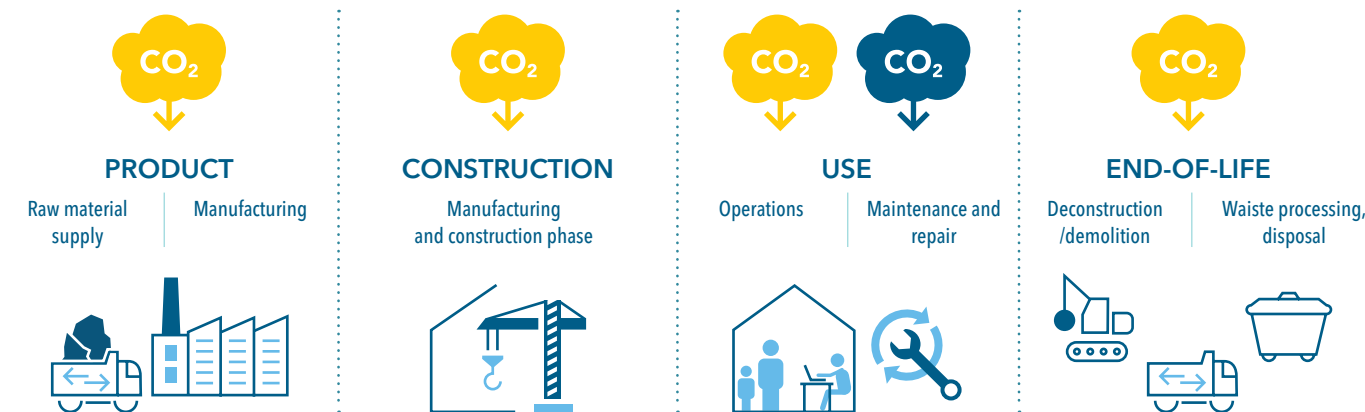 CO₂
CO₂
CO₂
CO₂
CO₂
PRODUCT
CONSTRUCTION
USE
END-OF-LIFE
Raw material
supply
Manufacturing
Manufacturing
and construction phase
Operations
Maintenance and
repair
Deconstruction
/demolition
Waiste processing,
disposal